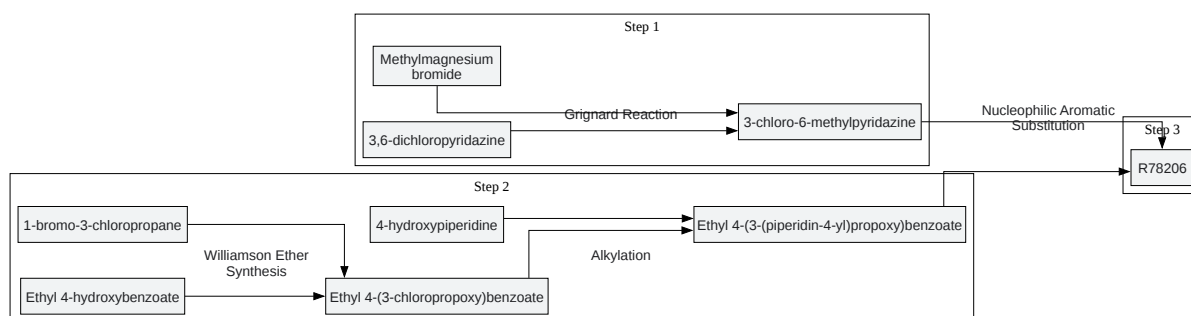 Step 1
Methylmagnesium
bromide
Grignard Reaction
3,6-dichloropyridazine
3-chloro-6-methylpyridazine
Nucleophilic Aromatic
Substitution
Step 3
R78206
Step 2
1-bromo-3-chloropropane
4-hydroxypiperidine
Ethyl 4-(3-(piperidin-4-yl)propoxy)benzoate
Williamson Ether
Synthesis
Alkylation
Ethyl 4-hydroxybenzoate
Ethyl 4-(3-chloropropoxy)benzoate